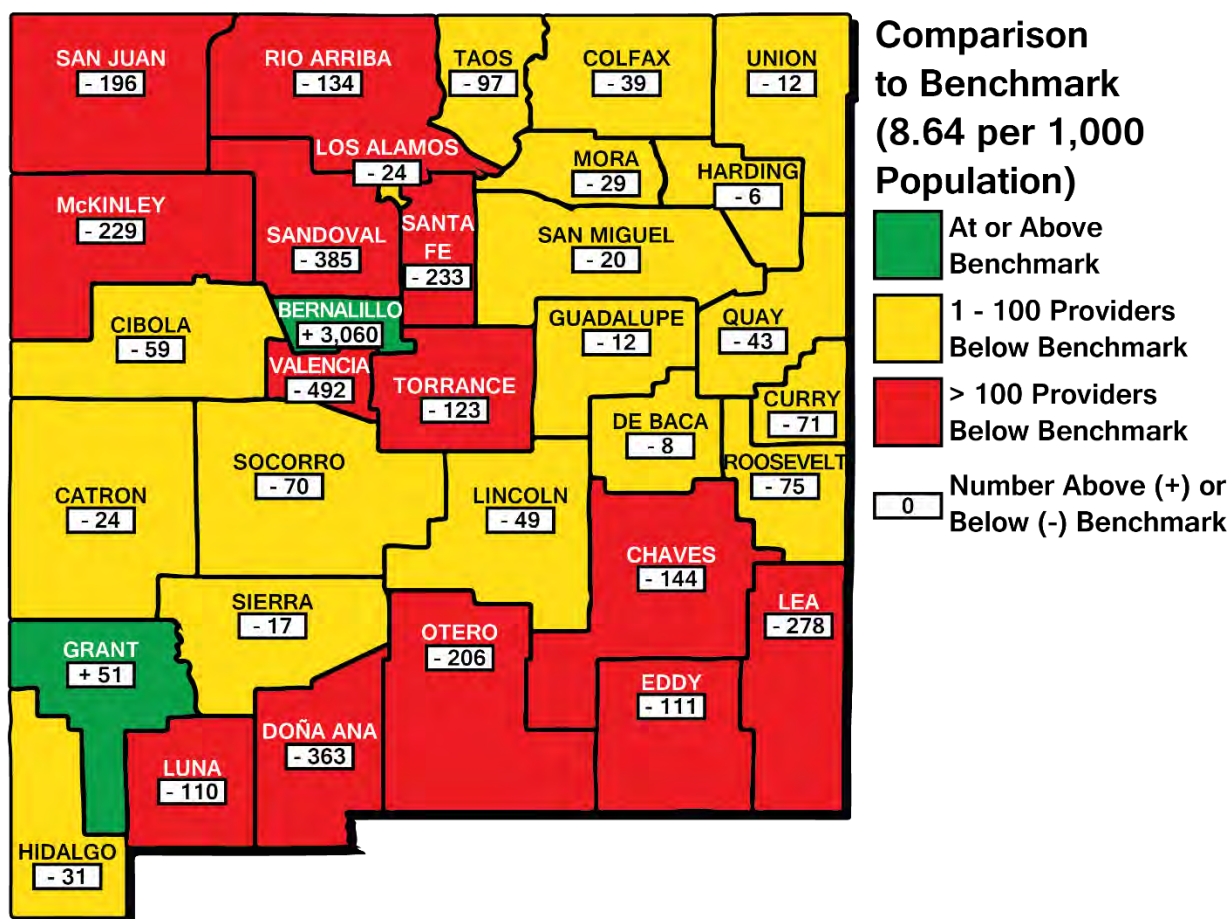 SAN JUAN
- 196
RIO ARRIBA
- 134
TAOS
- 97
COLFAX
- 39
UNION
- 12
LOS ALAMOS
- 24
MORA
- 29
HARDING
- 6
McKINLEY
- 229
SANDOVAL
- 385
SANTA
FE
- 233
SAN MIGUEL
- 20
BERNALILLO
+ 3,060
CIBOLA
- 59
GUADALUPE
- 12
QUAY
- 43
VALENCIA
- 492
TORRANCE
- 123
CURRY
- 71
DE BACA
- 8
ROOSEVELT
- 75
SOCORRO
- 70
CATRON
- 24
LINCOLN
- 49
CHAVES
- 144
SIERRA
- 17
LEA
- 278
OTERO
- 206
GRANT
+ 51
EDDY
- 111
DOÑA ANA
- 363
LUNA
- 110
HIDALGO
- 31
Comparison
to Benchmark
(8.64 per 1,000
Population)
At or Above
Benchmark
1 - 100 Providers
Below Benchmark
> 100 Providers
Below Benchmark
0
Number Above (+) or
Below (-) Benchmark